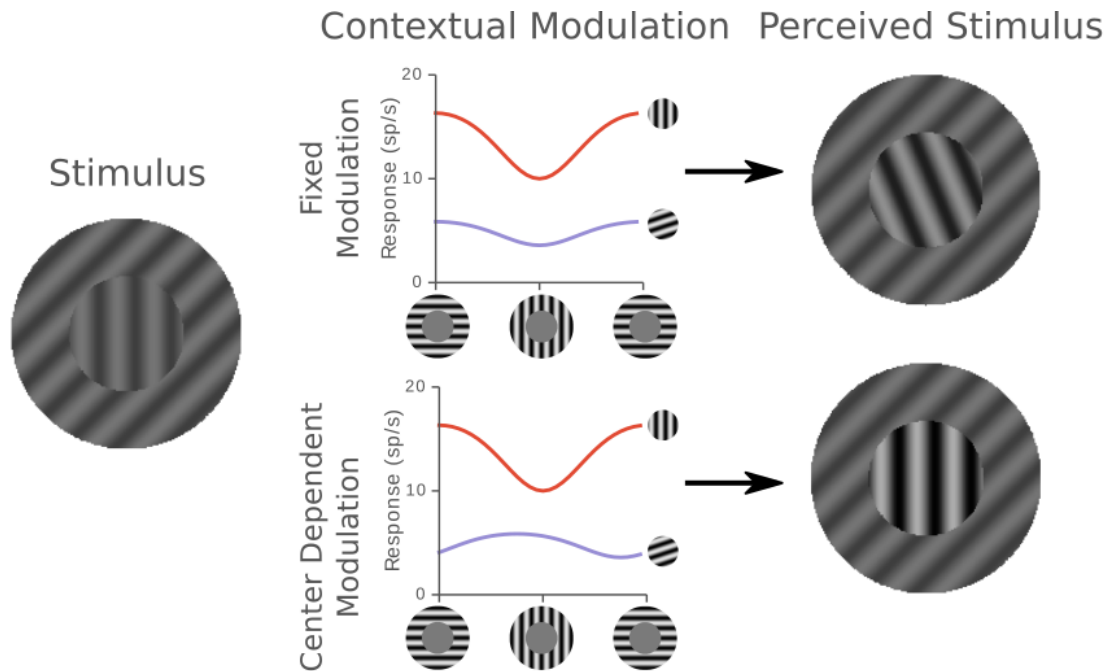 Contextual Modulation
Perceived Stimulus
Stimulus
Fixed
Modulation
Response (sp/s)
20
10
0
Center Dependent
Modulation
Response (sp/s)
20
10
0